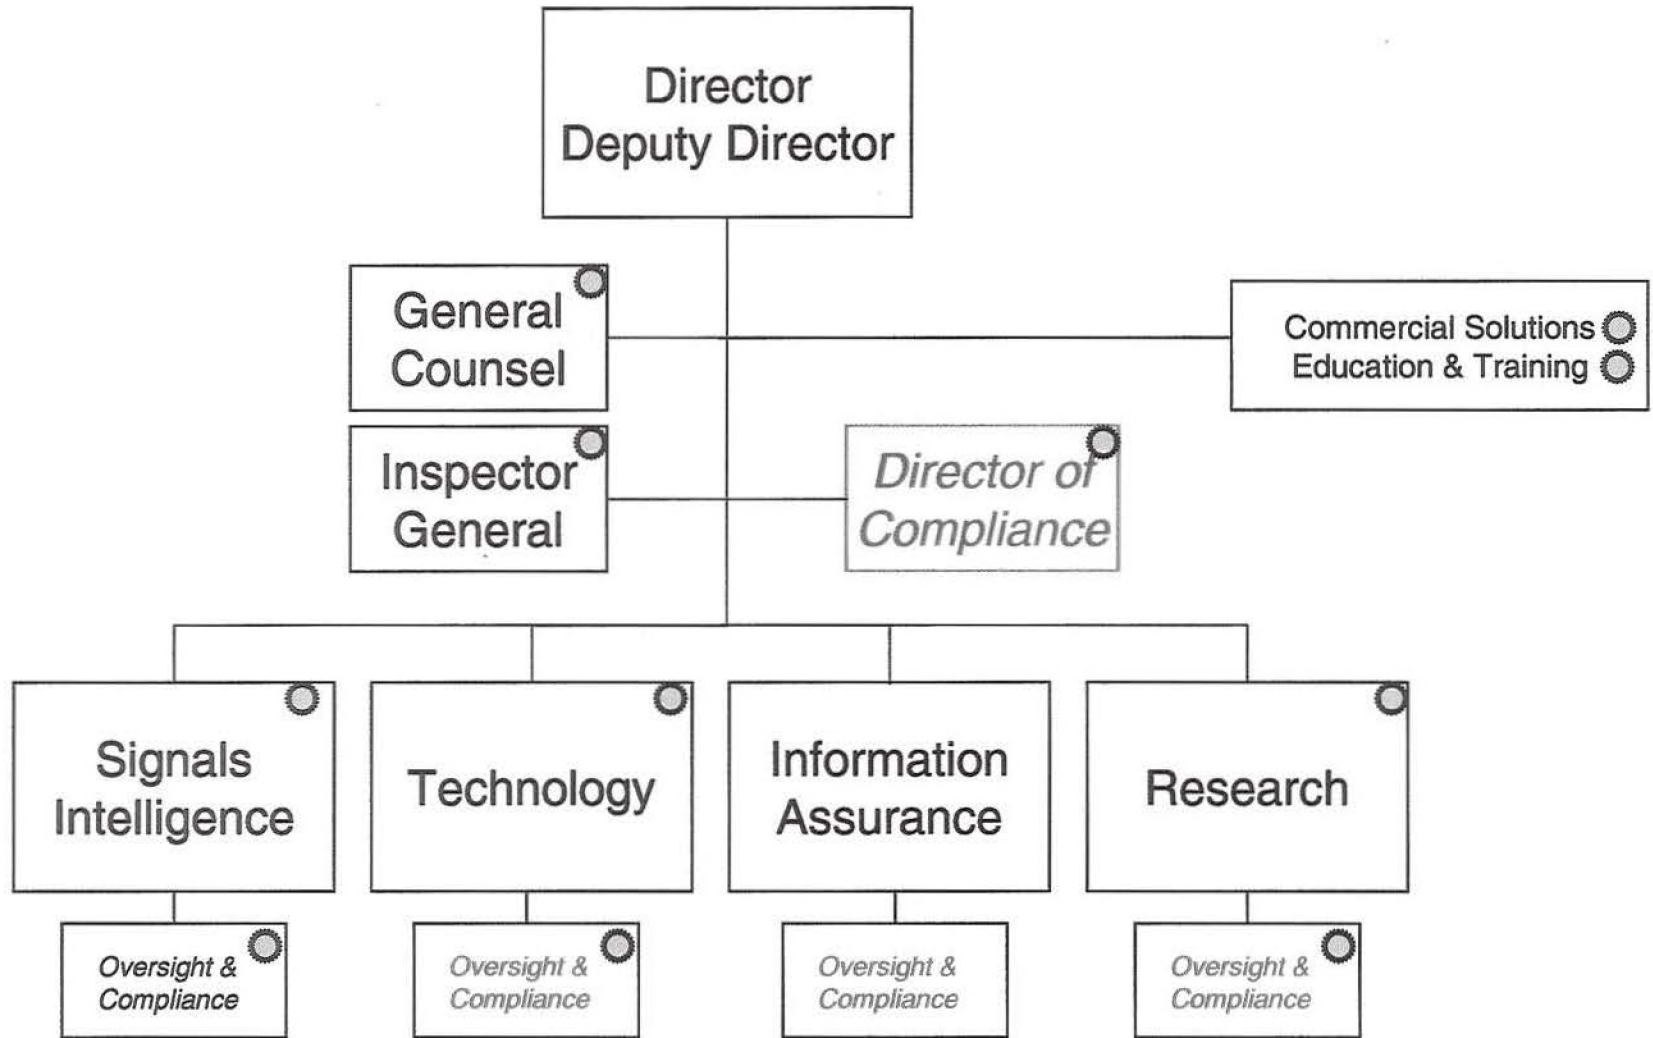 Director
Deputy Director
General
Counsel
Commercial Solutions
Education & Training
Inspector
General
Director of
Compliance
Signals
Intelligence
Technology
Information
Assurance
Research
Oversight &
Compliance
Oversight &
Compliance
Oversight &
Compliance
Oversight &
Compliance